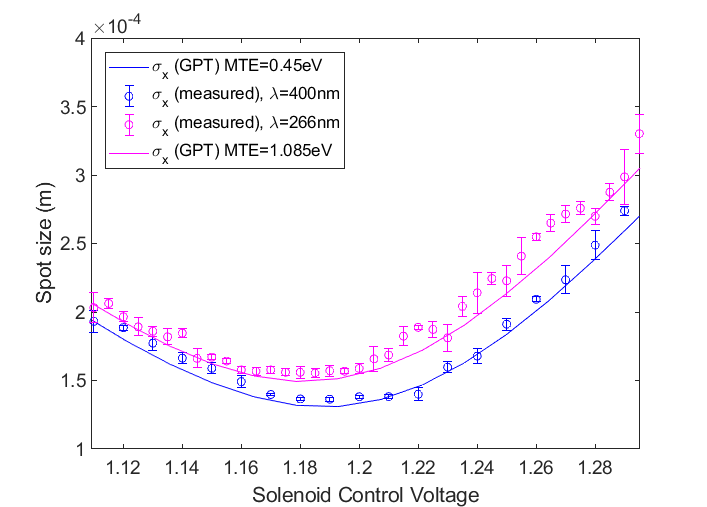 ×10⁻⁴
4
3.5
3
2.5
2
1.5
1
Spot size (m)
σₓ (GPT) MTE=0.45eV
σₓ (measured), λ=400nm
σₓ (measured), λ=266nm
σₓ (GPT) MTE=1.085eV
1.12 1.14 1.16 1.18 1.2 1.22 1.24 1.26 1.28
Solenoid Control Voltage